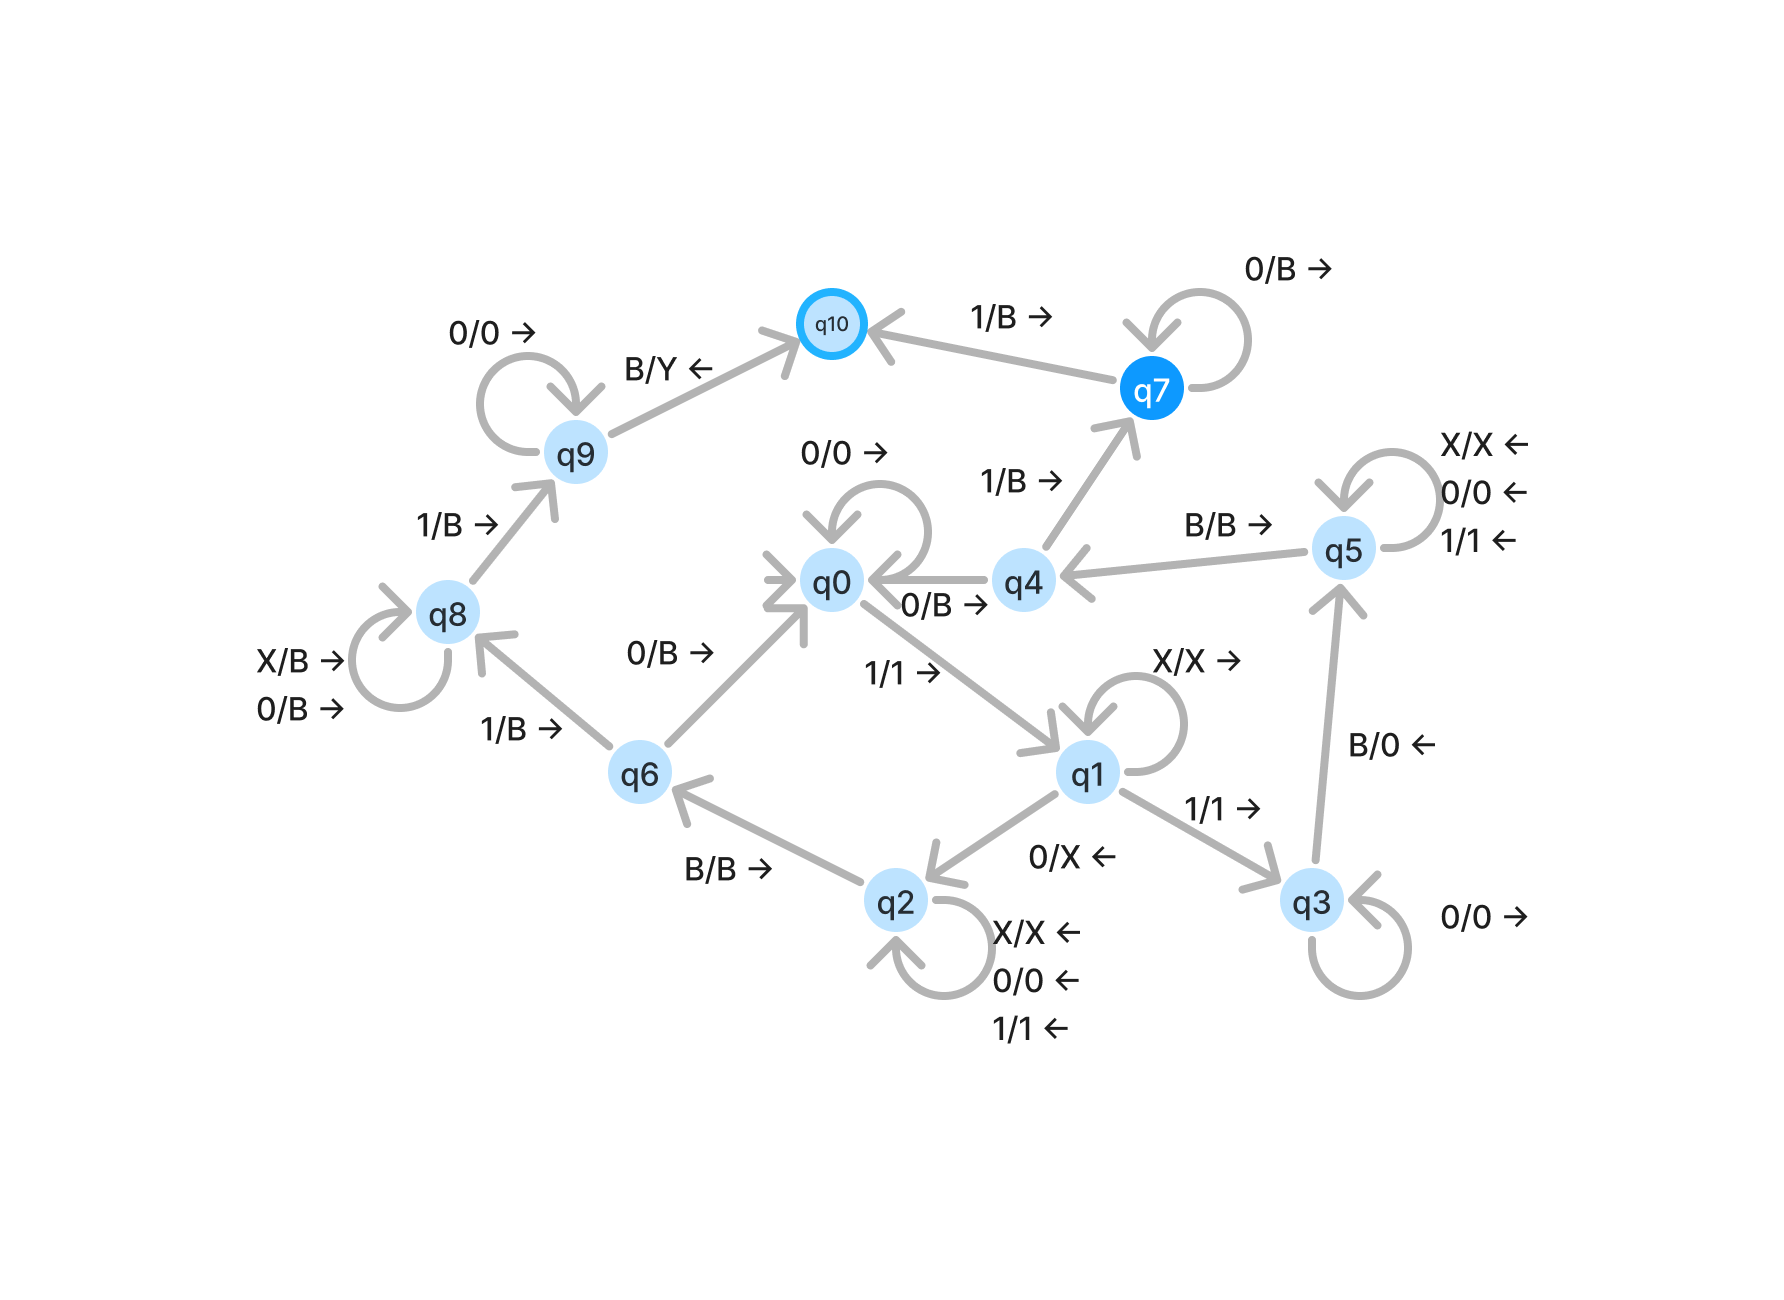 0/B →
1/B →
q10
0/0 →
B/Y ←
q7
X/X ←
0/0 ←
1/1 ←
q9
0/0 →
1/B →
1/B →
B/B →
q5
q0
q4
0/B →
q8
X/B →
0/B →
0/B →
1/1 →
X/X →
1/B →
q6
q1
B/0 ←
1/1 →
B/B →
0/X ←
q2
q3
0/0 →
X/X ←
0/0 ←
1/1 ←